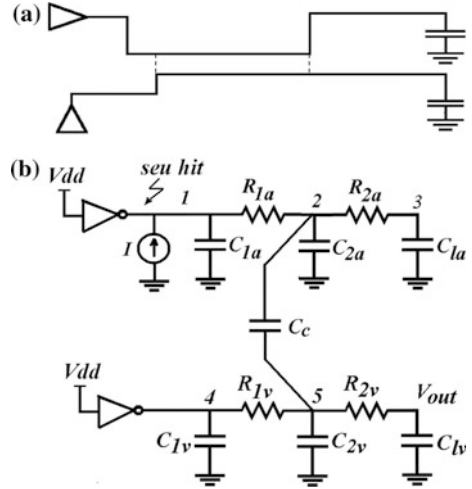 (a)
(b)
Vdd
seu hit
1
R1a
2
R2a
3
I
C1a
C2a
Cla
Cc
Vdd
4
R1v
5
R2v
Vout
C1v
C2v
Clv